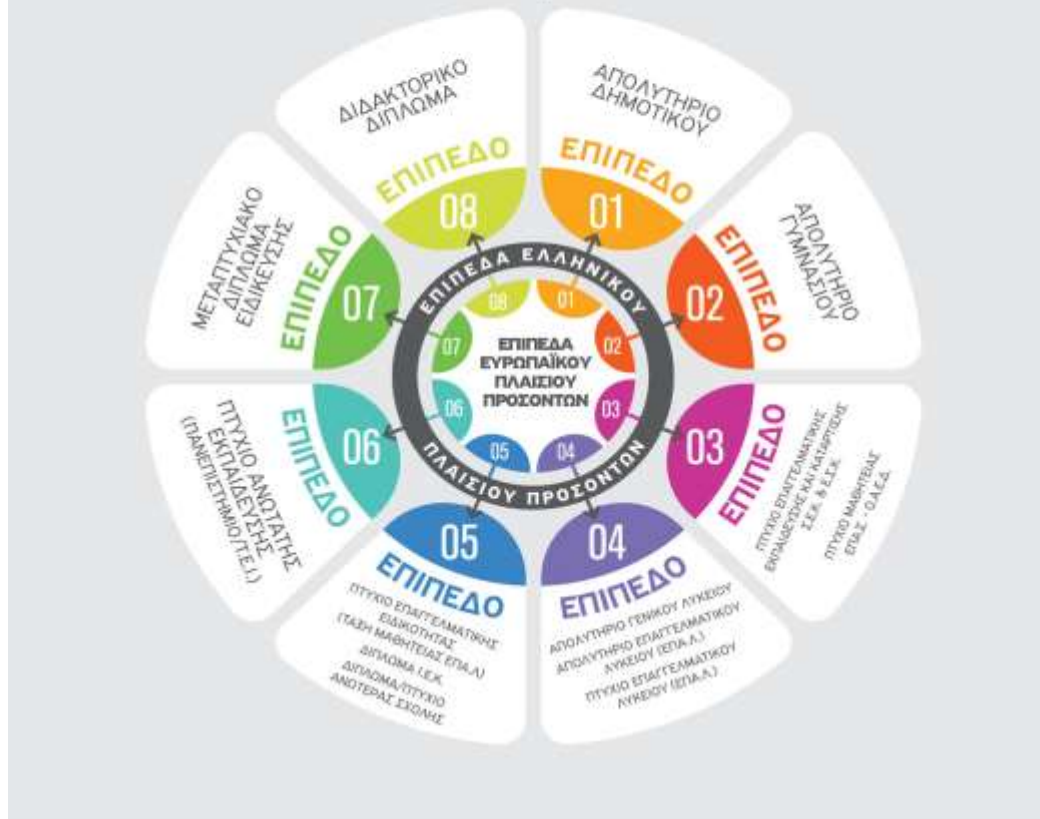 ΑΠΟΛΥΤΗΡΙΟ
ΔΗΜΟΤΙΚΟΥ
ΕΠΙΠΕΔΟ
01
ΑΠΟΛΥΤΗΡΙΟ
ΓΥΜΝΑΣΙΟΥ
ΕΠΙΠΕΔΟ
02
ΕΠΙΠΕΔΟ
03
ΠΤΥΧΙΟ ΕΠΑΓΓΕΛΜΑΤΙΚΗΣ
ΕΚΠΑΙΔΕΥΣΗΣ ΚΑΙ ΚΑΤΑΡΤΙΣΗΣ
Σ.Ε.Κ. & Ε.Σ.Κ.
ΠΤΥΧΙΟ ΜΑΘΗΤΕΙΑΣ
ΕΠΑ.Σ. - Ο.Α.Ε.Δ.
04
ΕΠΙΠΕΔΟ
ΑΠΟΛΥΤΗΡΙΟ ΓΕΝΙΚΟΥ ΛΥΚΕΙΟΥ
ΑΠΟΛΥΤΗΡΙΟ ΕΠΑΓΓΕΛΜΑΤΙΚΟΥ
ΛΥΚΕΙΟΥ (ΕΠΑ.Λ.)
ΠΤΥΧΙΟ ΕΠΑΓΓΕΛΜΑΤΙΚΟΥ
ΛΥΚΕΙΟΥ (ΕΠΑ.Λ.)
05
ΕΠΙΠΕΔΟ
ΠΤΥΧΙΟ ΕΠΑΓΓΕΛΜΑΤΙΚΗΣ
ΕΙΔΙΚΟΤΗΤΑΣ
(ΤΑΞΗ ΜΑΘΗΤΕΙΑΣ ΕΠΑ.Λ)
ΔΙΠΛΩΜΑ Ι.Ε.Κ.
ΔΙΠΛΩΜΑ/ΠΤΥΧΙΟ
ΑΝΩΤΕΡΑΣ ΣΧΟΛΗΣ
06
ΕΠΙΠΕΔΟ
ΠΤΥΧΙΟ ΑΝΩΤΑΤΗΣ
ΕΚΠΑΙΔΕΥΣΗΣ
(ΠΑΝΕΠΙΣΤΗΜΙΟ/Τ.Ε.Ι.)
ΜΕΤΑΠΤΥΧΙΑΚΟ
ΔΙΠΛΩΜΑ
ΕΙΔΙΚΕΥΣΗΣ
ΕΠΙΠΕΔΟ
07
ΔΙΔΑΚΤΟΡΙΚΟ
ΔΙΠΛΩΜΑ
ΕΠΙΠΕΔΟ
08
ΕΠΙΠΕΔΑ ΕΛΛΗΝΙΚΟΥ
ΠΛΑΙΣΙΟΥ ΠΡΟΣΟΝΤΩΝ
01
02
03
04
05
06
07
08
ΕΠΙΠΕΔΑ
ΕΥΡΩΠΑΪΚΟΥ
ΠΛΑΙΣΙΟΥ
ΠΡΟΣΟΝΤΩΝ